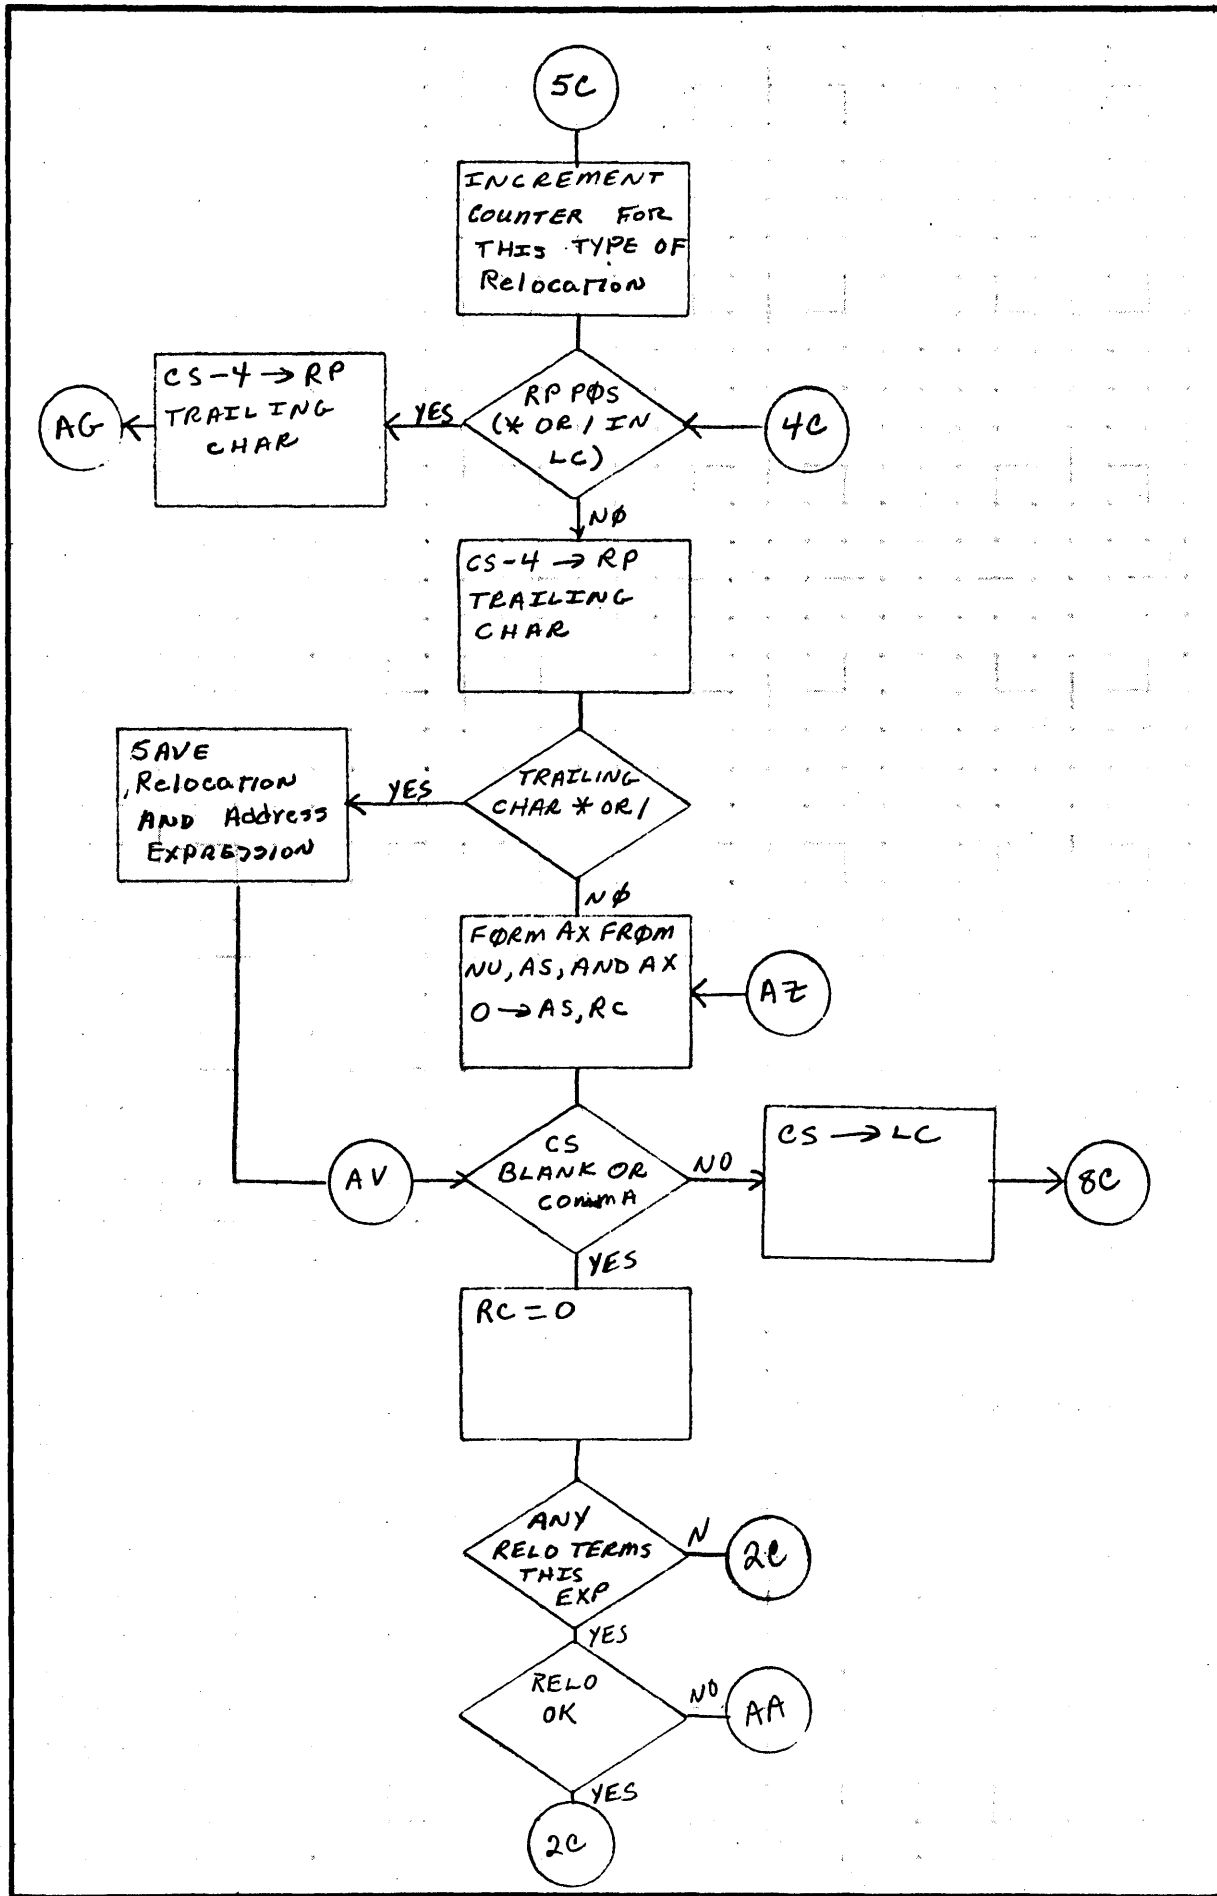 5C
INCREMENT
COUNTER FOR
THIS TYPE OF
Relocation
CS-4 → RP
TRAILING
CHAR
AG
YES
RP PØS
(* OR / IN
LC)
4C
NØ
CS-4 → RP
TRAILING
CHAR
SAVE
Relocation
AND Address
EXPRESSION
YES
TRAILING
CHAR * OR /
NØ
FØRM AX FRØM
NU, AS, AND AX
0 → AS, RC
AZ
AV
CS
BLANK OR
COMMA
NO
CS → LC
8C
YES
RC = 0
ANY
RELO TERMS
THIS
EXP
N
2C
YES
RELO
OK
NO
AA
YES
2C